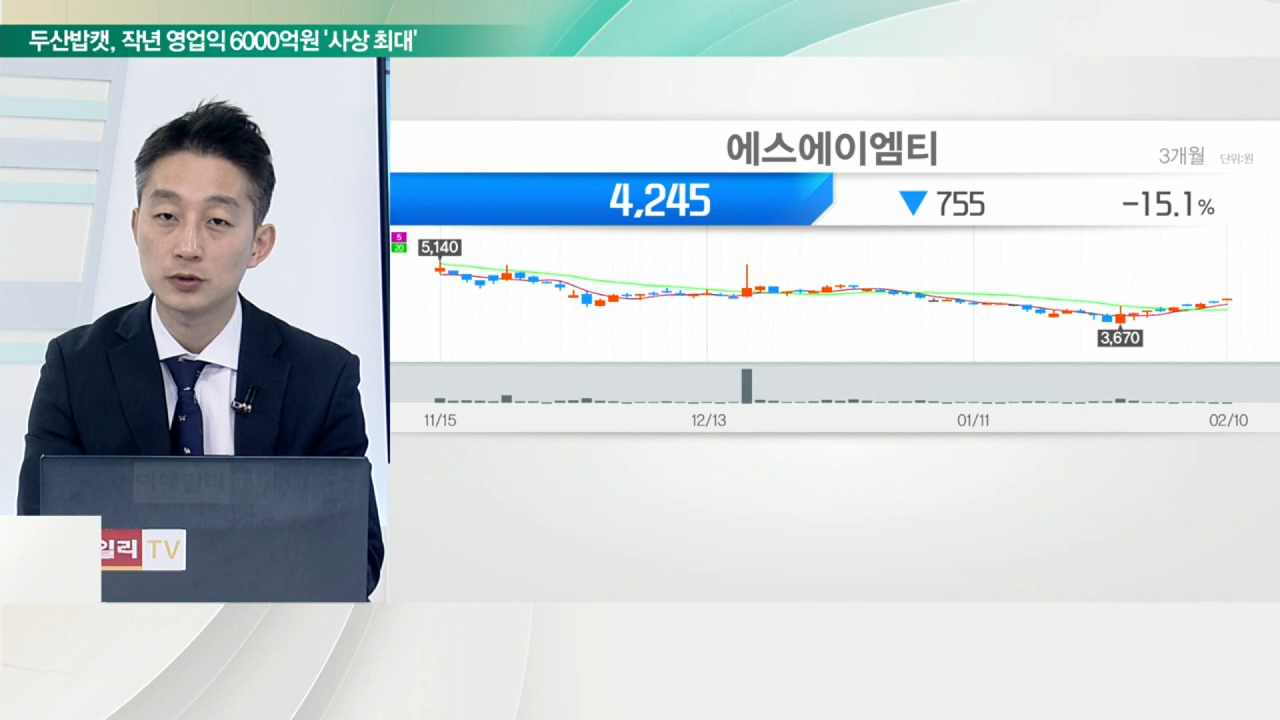 두산밥캣, 작년 영업익 6000억원 '사상 최대'
에스에이엠티
3개월 단위:원
4,245 ▼ 755 -15.1%
5
20
5,140
3,670
11/15 12/13 01/11 02/10
일리 TV